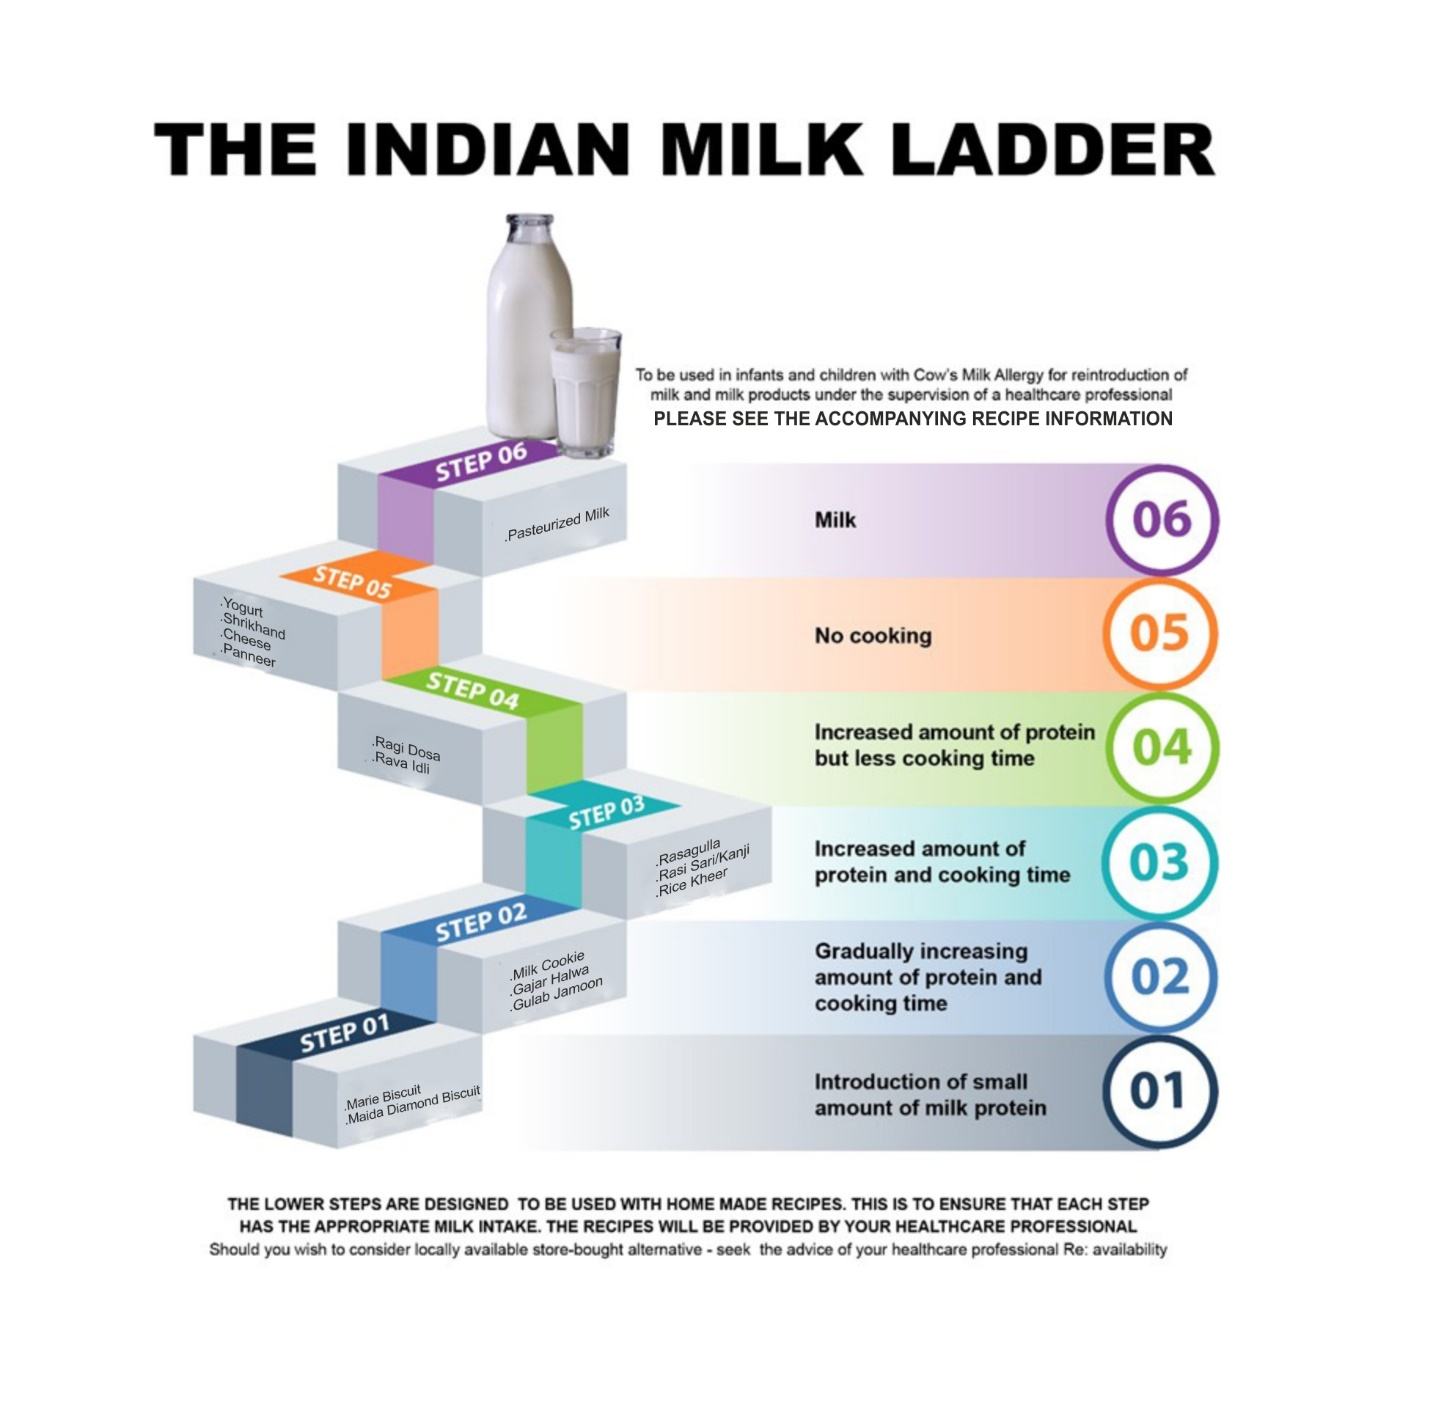 THE INDIAN MILK LADDER
To be used in infants and children with Cow's Milk Allergy for reintroduction of
milk and milk products under the supervision of a healthcare professional
PLEASE SEE THE ACCOMPANYING RECIPE INFORMATION
STEP 06
.Pasteurized Milk
Milk
06
STEP 05
.Yogurt
.Shrikhand
.Cheese
.Panneer
No cooking
05
STEP 04
.Ragi Dosa
.Rava Idli
Increased amount of protein
but less cooking time
04
STEP 03
.Rasagulla
.Rasi Sari/Kanji
.Rice Kheer
Increased amount of
protein and cooking time
03
STEP 02
.Milk Cookie
.Gajar Halwa
.Gulab Jamoon
Gradually increasing
amount of protein and
cooking time
02
STEP 01
.Marie Biscuit
.Maida Diamond Biscuit
Introduction of small
amount of milk protein
01
THE LOWER STEPS ARE DESIGNED TO BE USED WITH HOME MADE RECIPES. THIS IS TO ENSURE THAT EACH STEP
HAS THE APPROPRIATE MILK INTAKE. THE RECIPES WILL BE PROVIDED BY YOUR HEALTHCARE PROFESSIONAL
Should you wish to consider locally available store-bought alternative - seek the advice of your healthcare professional Re: availability